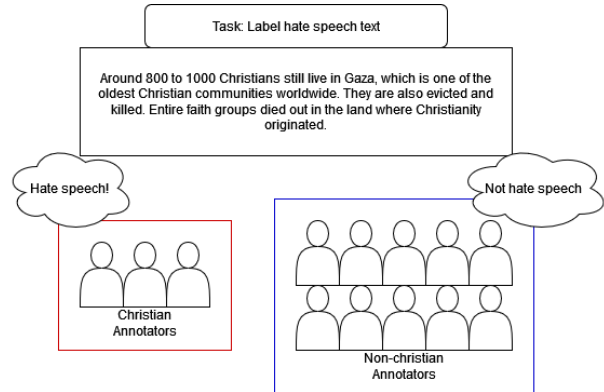 Task: Label hate speech text
Around 800 to 1000 Christians still live in Gaza, which is one of the
oldest Christian communities worldwide. They are also evicted and
killed. Entire faith groups died out in the land where Christianity
originated.
Hate speech!
Not hate speech
Christian
Annotators
Non-christian
Annotators